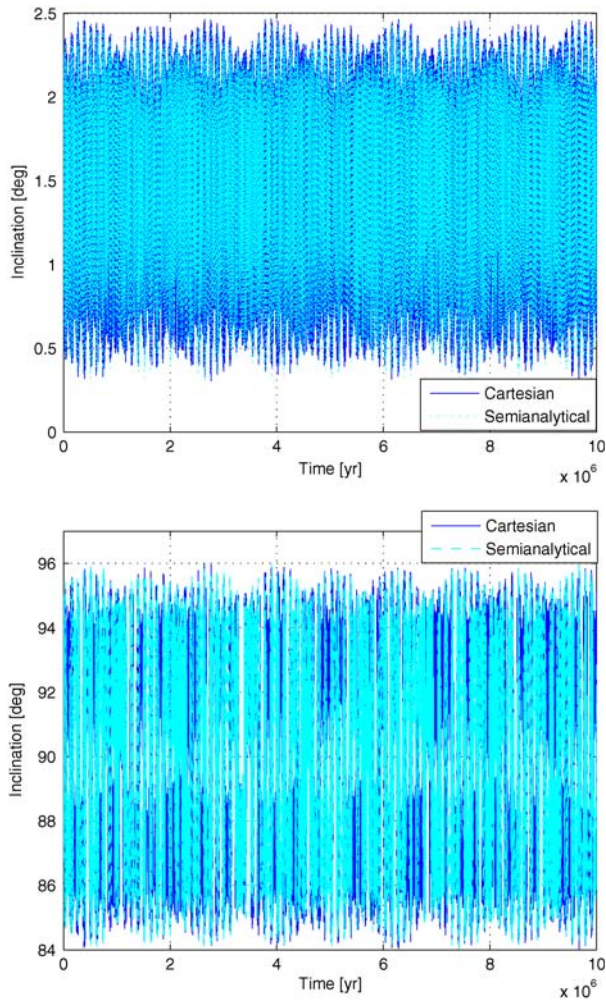 2.5
2
1.5
1
0.5
0
Inclination [deg]
Cartesian
Semianalytical
0 2 4 6 8 10
Time [yr]
x 10^6
Cartesian
Semianalytical
96
94
92
90
88
86
84
Inclination [deg]
0 2 4 6 8 10
Time [yr]
x 10^6